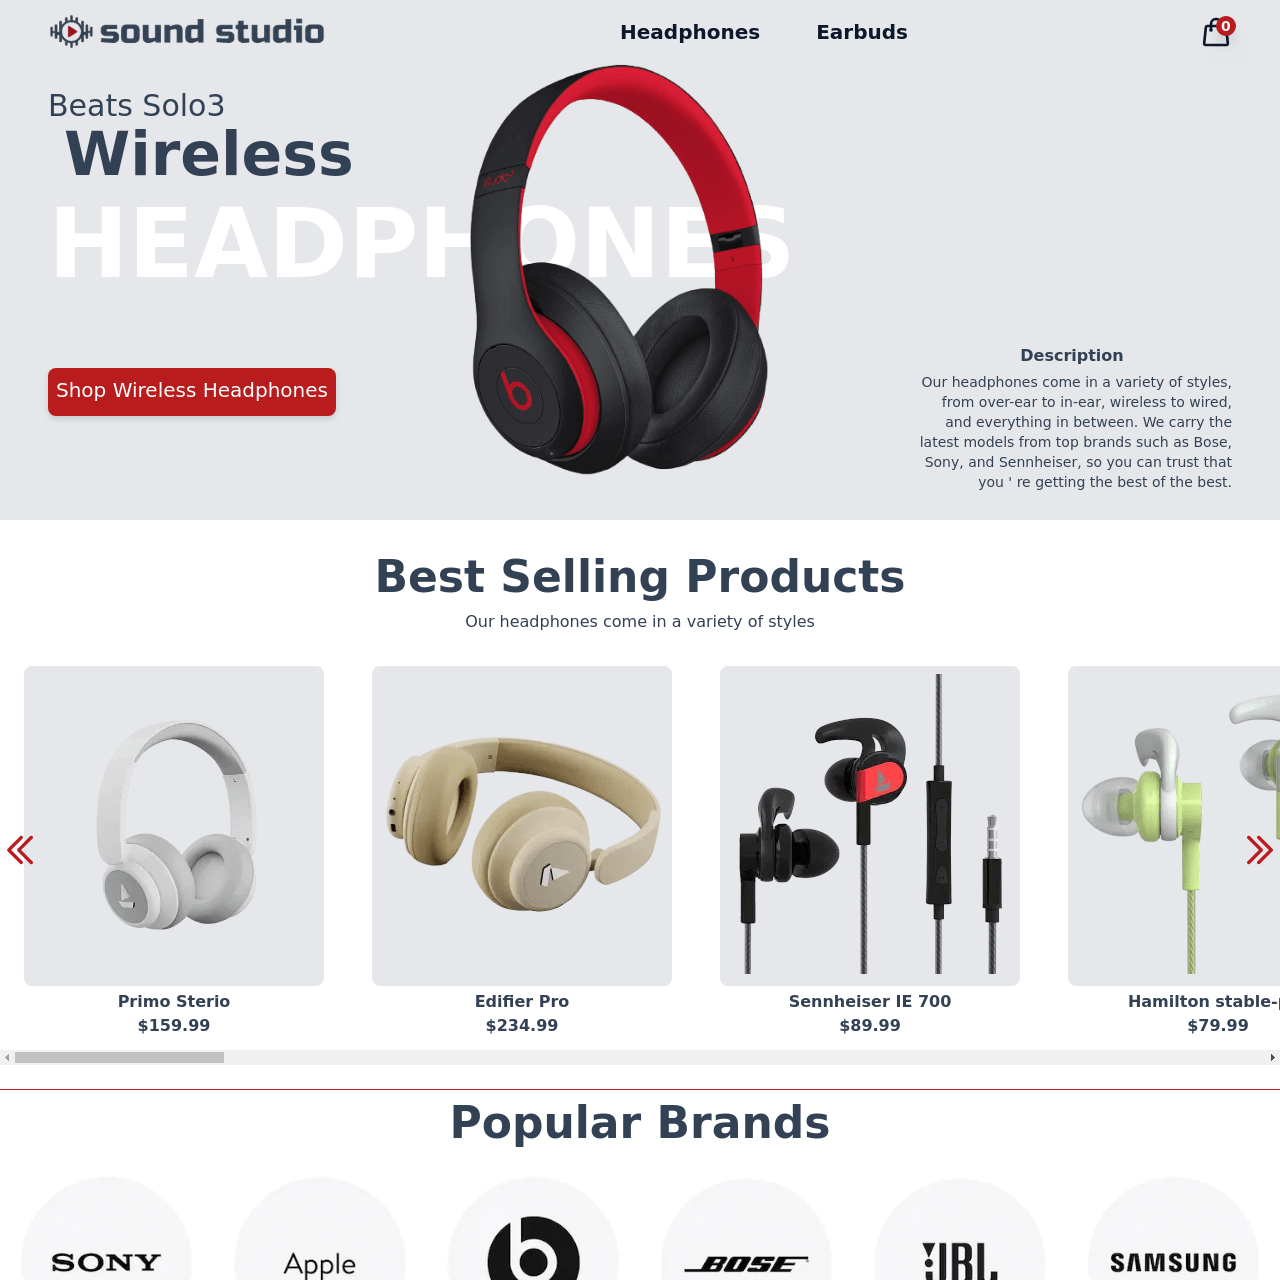 sound studio
Headphones
Earbuds
0
Beats Solo3
Wireless
HEADPHONES
studio3
Shop Wireless Headphones
Description
Our headphones come in a variety of styles,
from over-ear to in-ear, wireless to wired,
and everything in between. We carry the
latest models from top brands such as Bose,
Sony, and Sennheiser, so you can trust that
you ' re getting the best of the best.
Best Selling Products
Our headphones come in a variety of styles
Primo Sterio
$159.99
Edifier Pro
$234.99
Sennheiser IE 700
$89.99
Hamilton stable-
$79.99
Popular Brands
SONY
Apple
b
BOSE
JBL
SAMSUNG